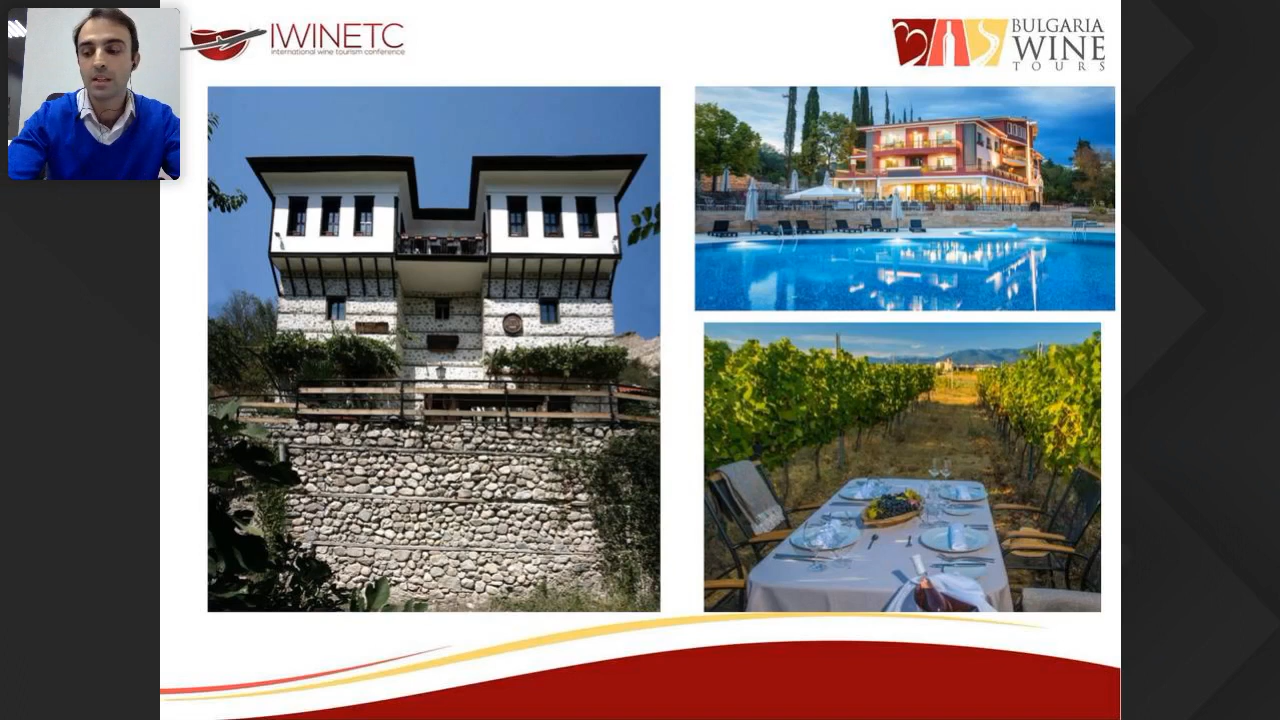 IWINETC
international wine tourism conference
BULGARIA
WINE
TOURS